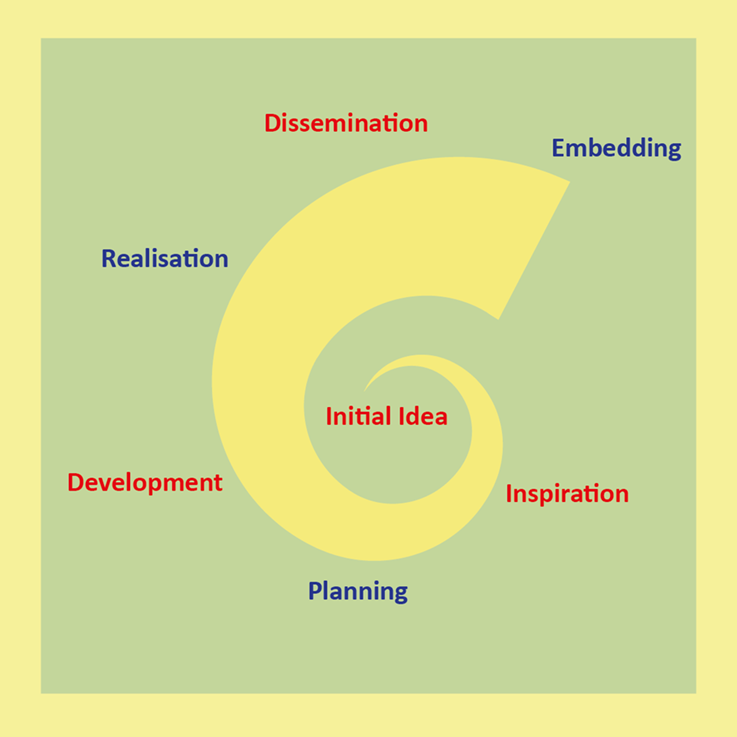 Dissemination
Embedding
Realisation
Initial Idea
Development
Inspiration
Planning